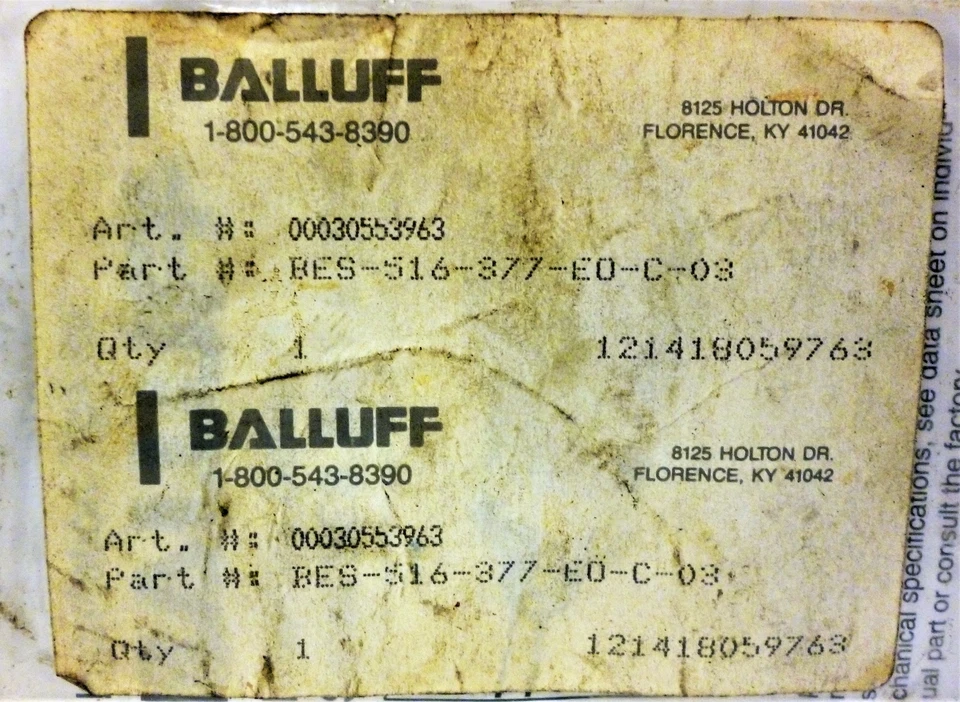 BALLUFF
1-800-543-8390
8125 HOLTON DR.
FLORENCE, KY 41042
Art. #: 00030553963
Part #: BES-516-377-EO-C-03
Qty 1 121418059763
BALLUFF
1-800-543-8390
8125 HOLTON DR.
FLORENCE, KY 41042
Art. #: 00030553963
Part #: BES-516-377-EO-C-03
Qty 1 121418059763
chanical specifications, see data sheet on individ
ual part or consult the factory